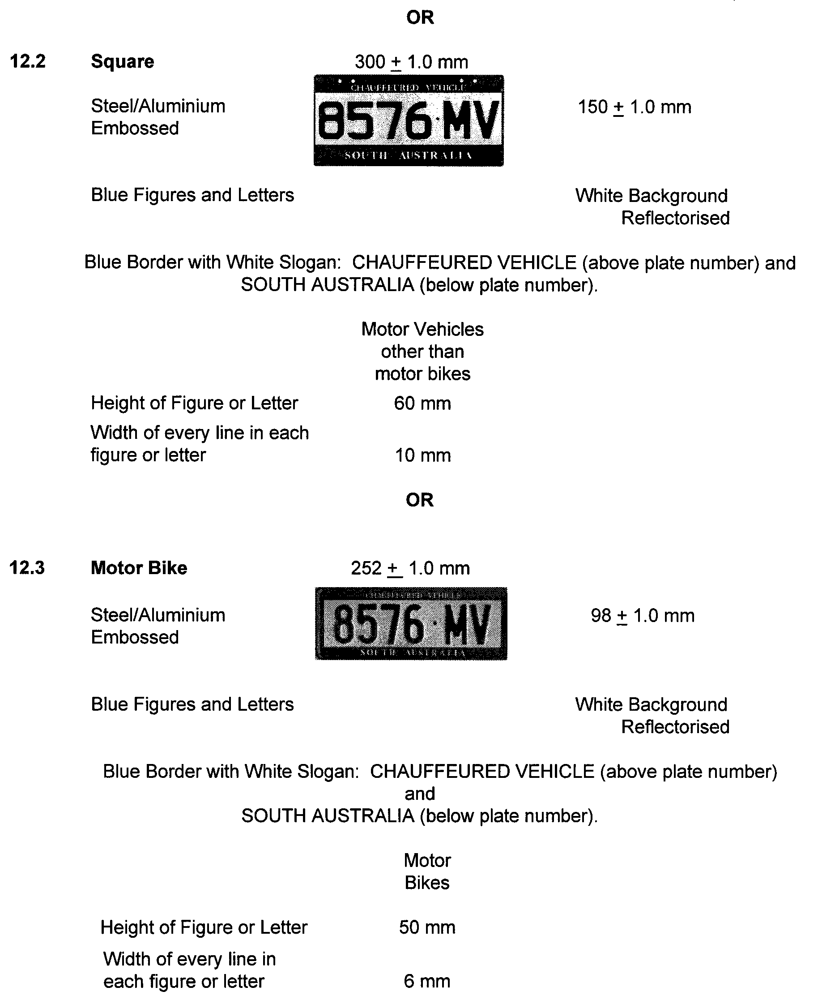 OR
12.2 Square 300 ± 1.0 mm
CHAUFFEURED VEHICLE
Steel/Aluminium 150 ± 1.0 mm
Embossed
8576·MV
SOUTH AUSTRALIA
Blue Figures and Letters White Background
Reflectorised
Blue Border with White Slogan: CHAUFFEURED VEHICLE (above plate number) and
SOUTH AUSTRALIA (below plate number).
Motor Vehicles
other than
motor bikes
Height of Figure or Letter 60 mm
Width of every line in each
figure or letter 10 mm
OR
12.3 Motor Bike 252 ± 1.0 mm
CHAUFFEURED VEHICLE
Steel/Aluminium 98 ± 1.0 mm
Embossed
8576·MV
SOUTH AUSTRALIA
Blue Figures and Letters White Background
Reflectorised
Blue Border with White Slogan: CHAUFFEURED VEHICLE (above plate number)
and
SOUTH AUSTRALIA (below plate number).
Motor
Bikes
Height of Figure or Letter 50 mm
Width of every line in
each figure or letter 6 mm